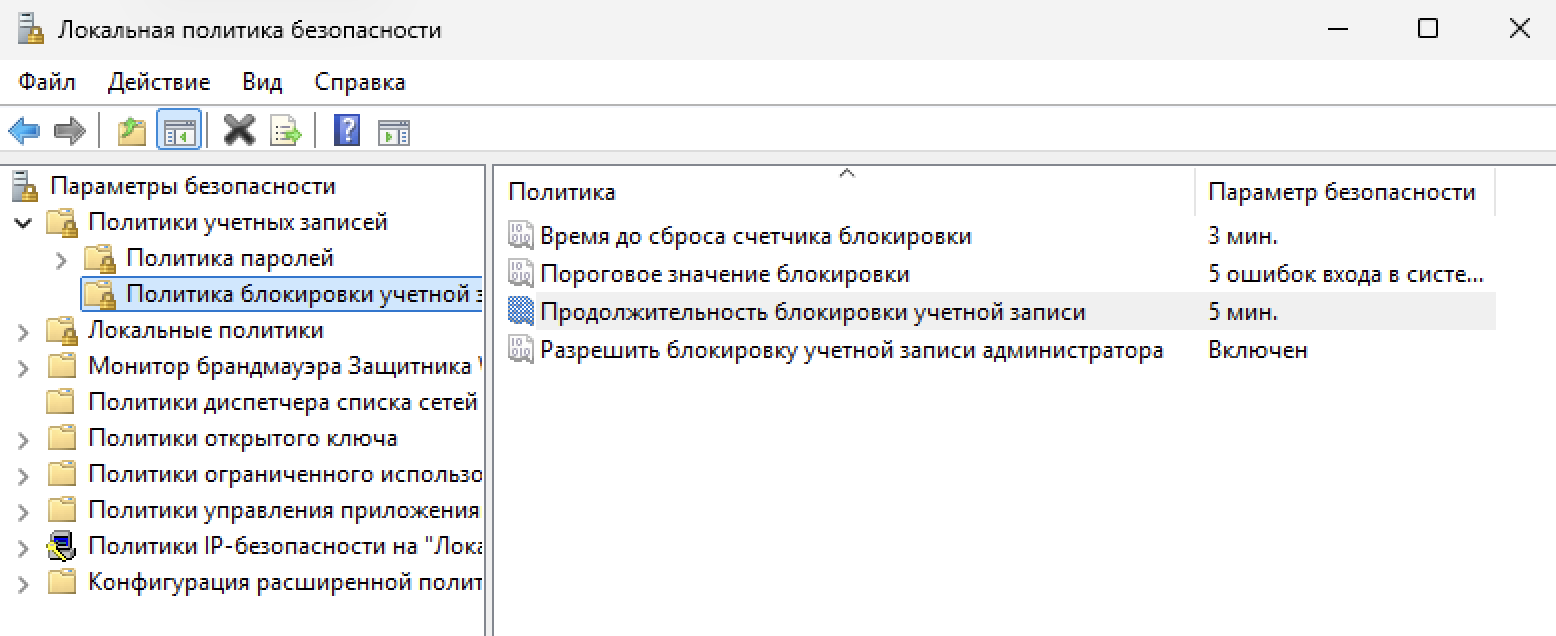 Локальная политика безопасности
Файл Действие Вид Справка
Параметры безопасности
Политики учетных записей
Политика паролей
Политика блокировки учетной з
Локальные политики
Монитор брандмауэра Защитника
Политики диспетчера списка сетей
Политики открытого ключа
Политики ограниченного использо
Политики управления приложения
Политики IP-безопасности на "Лока
Конфигурация расширенной полит
Политика Параметр безопасности
Время до сброса счетчика блокировки 3 мин.
Пороговое значение блокировки 5 ошибок входа в систе...
Продолжительность блокировки учетной записи 5 мин.
Разрешить блокировку учетной записи администратора Включен